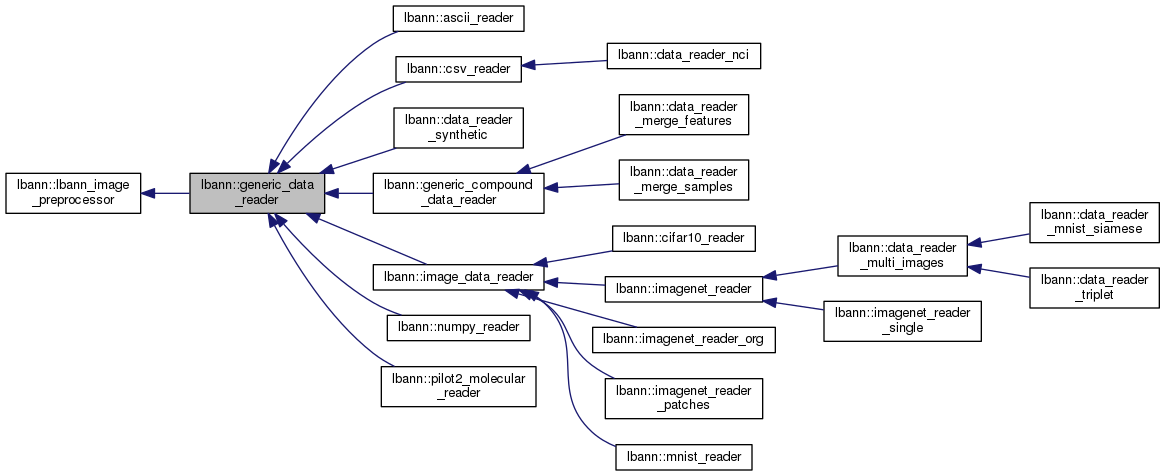 lbann::ascii_reader
lbann::csv_reader
lbann::data_reader_nci
lbann::data_reader
_synthetic
lbann::data_reader
_merge_features
lbann::lbann_image
_preprocessor
lbann::generic_data
_reader
lbann::generic_compound
_data_reader
lbann::data_reader
_merge_samples
lbann::cifar10_reader
lbann::image_data_reader
lbann::imagenet_reader
lbann::data_reader
_multi_images
lbann::data_reader
_mnist_siamese
lbann::data_reader
_triplet
lbann::imagenet_reader
_single
lbann::numpy_reader
lbann::imagenet_reader_org
lbann::pilot2_molecular
_reader
lbann::imagenet_reader
_patches
lbann::mnist_reader